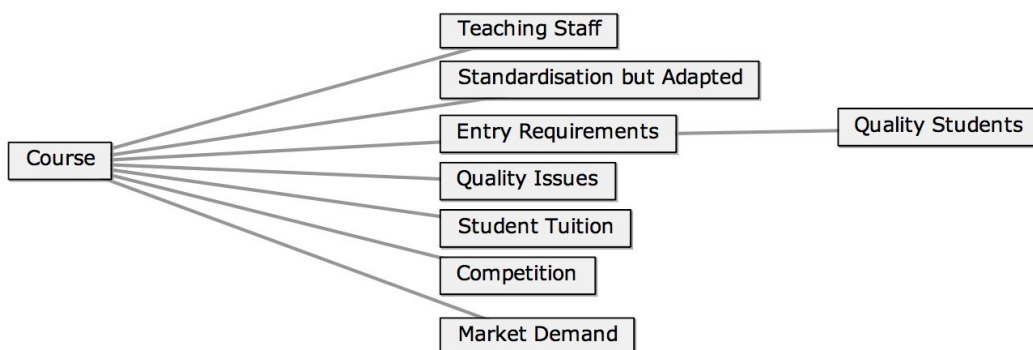 Teaching Staff
Standardisation but Adapted
Entry Requirements
Quality Students
Course
Quality Issues
Student Tuition
Competition
Market Demand